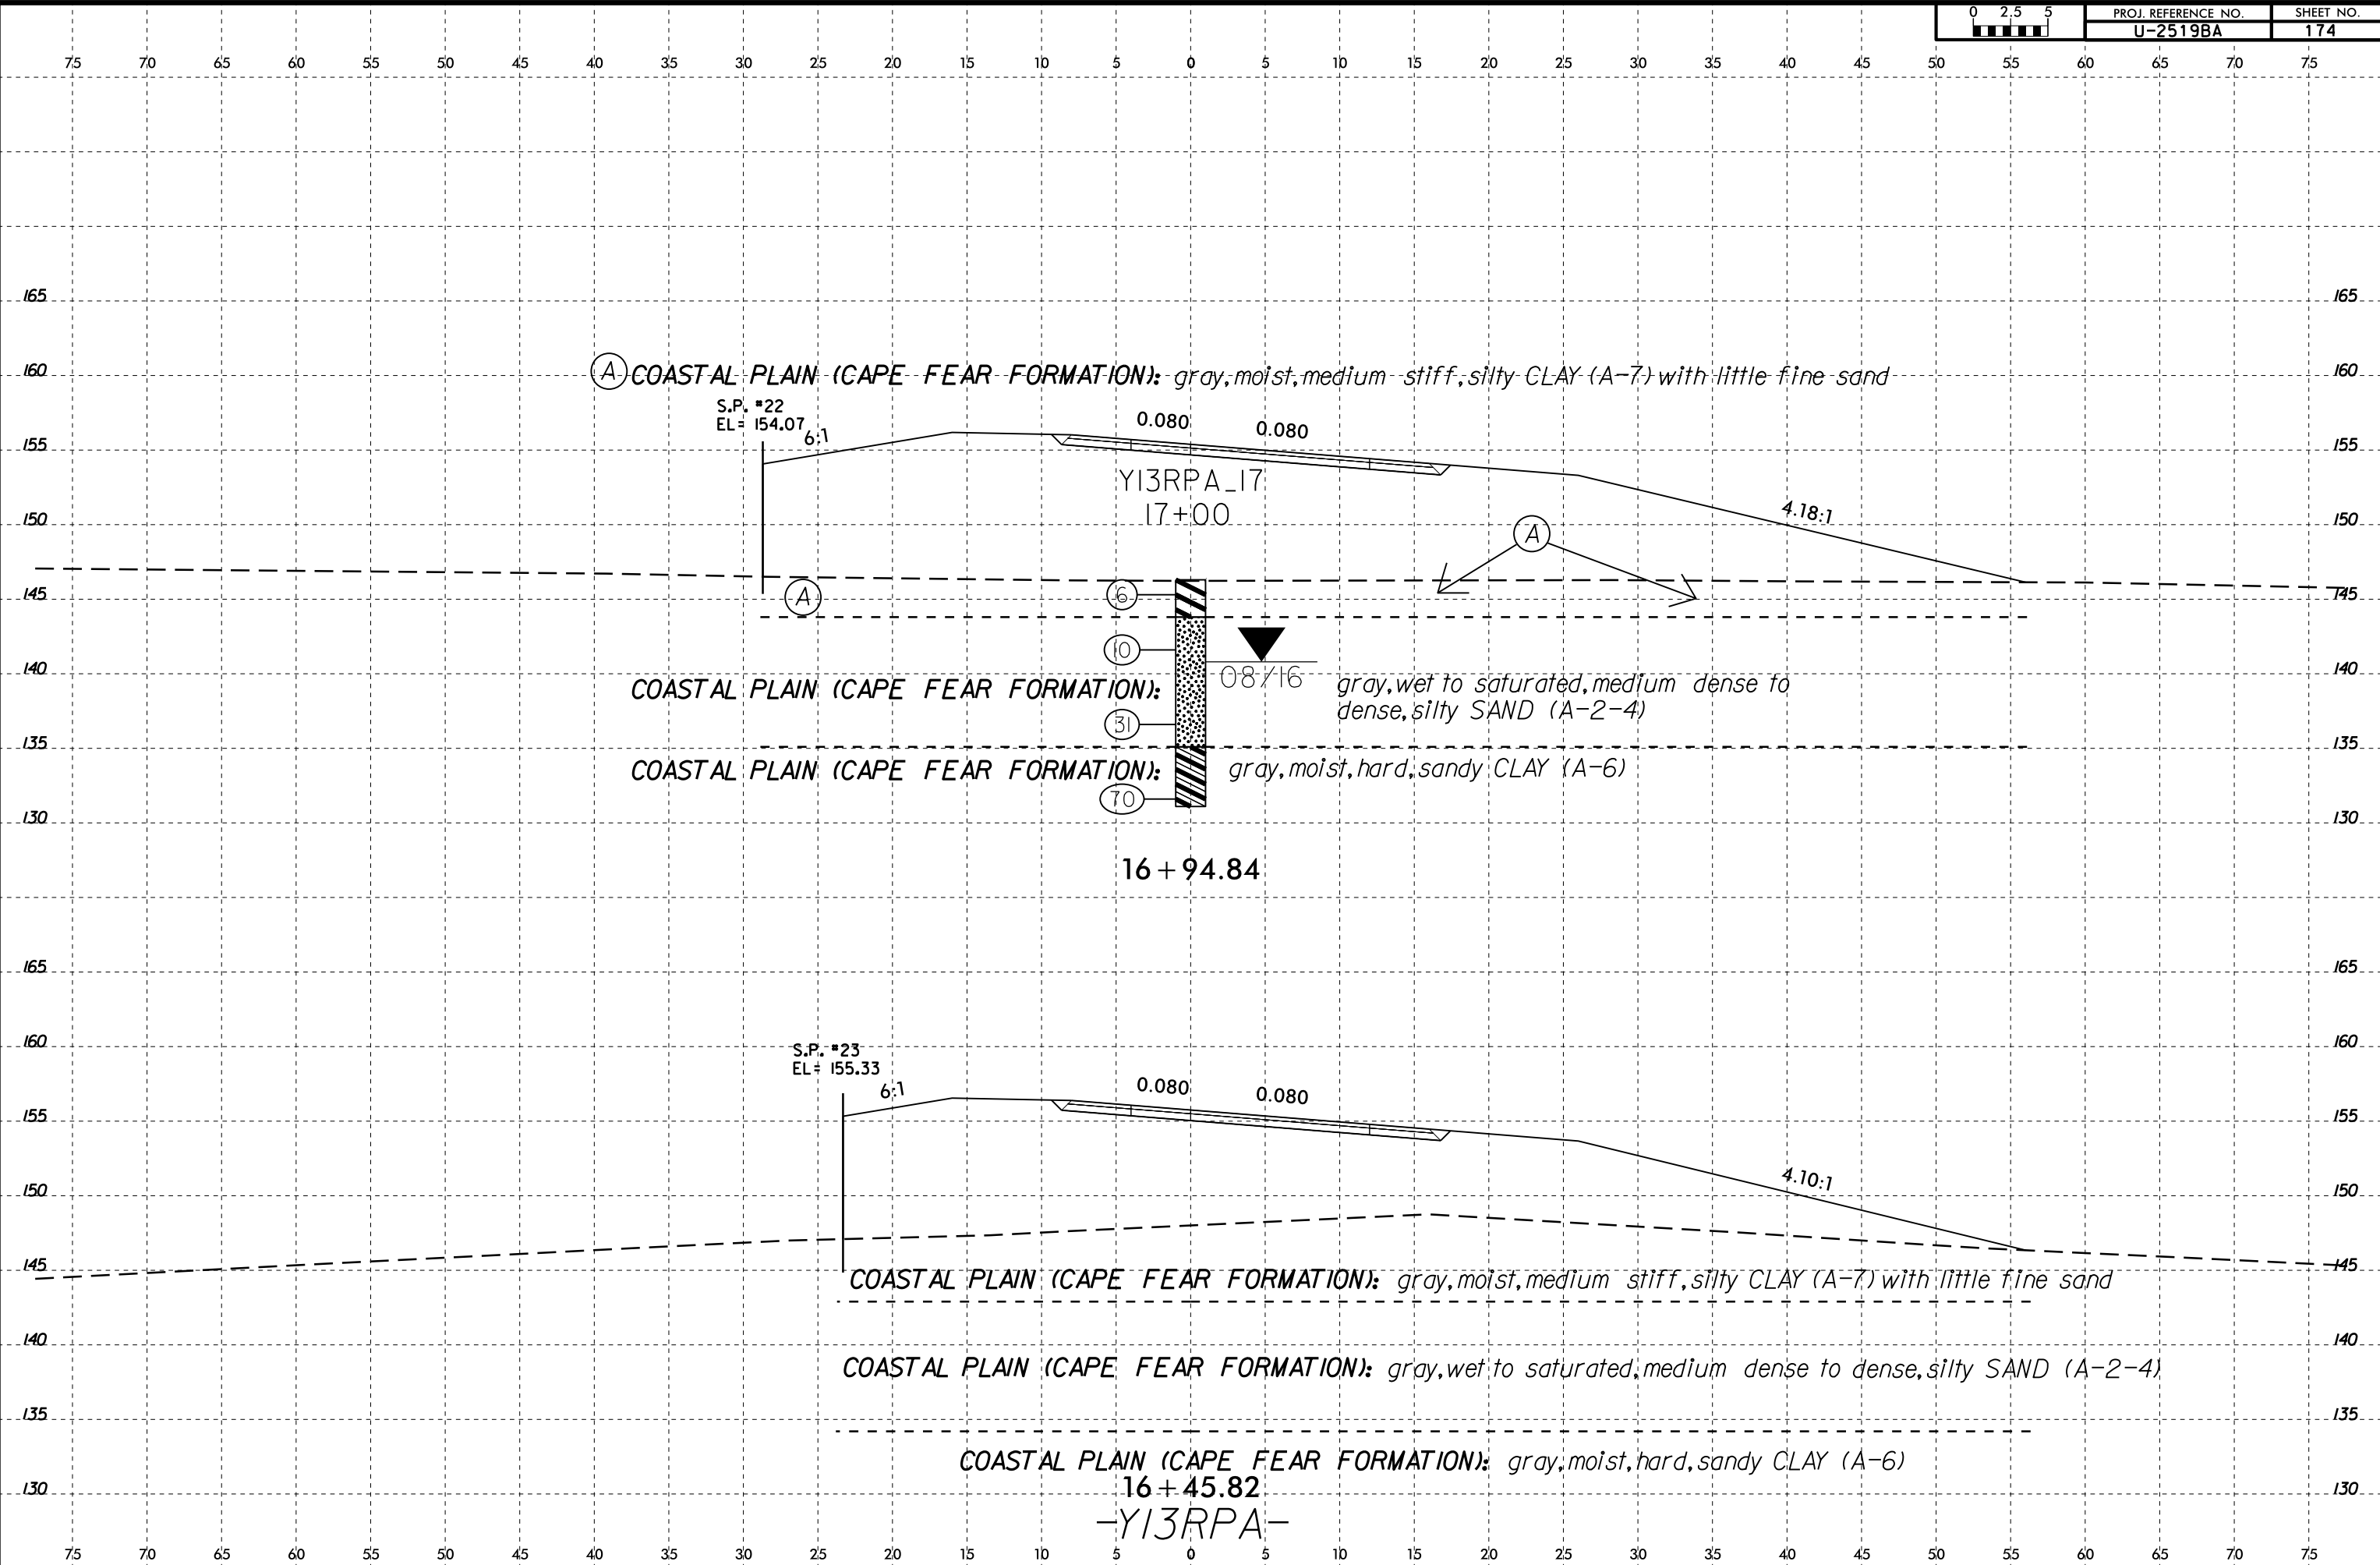 0 2.5 5
PROJ. REFERENCE NO. SHEET NO.
U-2519BA 174
75 70 65 60 55 50 45 40 35 30 25 20 15 10 5 0 5 10 15 20 25 30 35 40 45 50 55 60 65 70 75
165 165
160 160
A COASTAL PLAIN (CAPE FEAR FORMATION): gray, moist, medium stiff, silty CLAY (A-7) with little fine sand
S.P. #22
EL= 154.07
6:1 0.080 0.080
155 155
Y13RPA_17
17+00
150 150
4.18:1
A
145 145
A 6
10
140 140
08/16
COASTAL PLAIN (CAPE FEAR FORMATION): gray, wet to saturated, medium dense to
dense, silty SAND (A-2-4)
31
135 135
COASTAL PLAIN (CAPE FEAR FORMATION): gray, moist, hard, sandy CLAY (A-6)
70
130 130
16+94.84
165 165
160 160
S.P. #23
EL= 155.33
6:1 0.080 0.080
155 155
150 150
4.10:1
145 145
COASTAL PLAIN (CAPE FEAR FORMATION): gray, moist, medium stiff, silty CLAY (A-7) with little fine sand
140 140
COASTAL PLAIN (CAPE FEAR FORMATION): gray, wet to saturated, medium dense to dense, silty SAND (A-2-4)
135 135
COASTAL PLAIN (CAPE FEAR FORMATION): gray, moist, hard, sandy CLAY (A-6)
130 130
16+45.82
-Y13RPA-
75 70 65 60 55 50 45 40 35 30 25 20 15 10 5 0 5 10 15 20 25 30 35 40 45 50 55 60 65 70 75